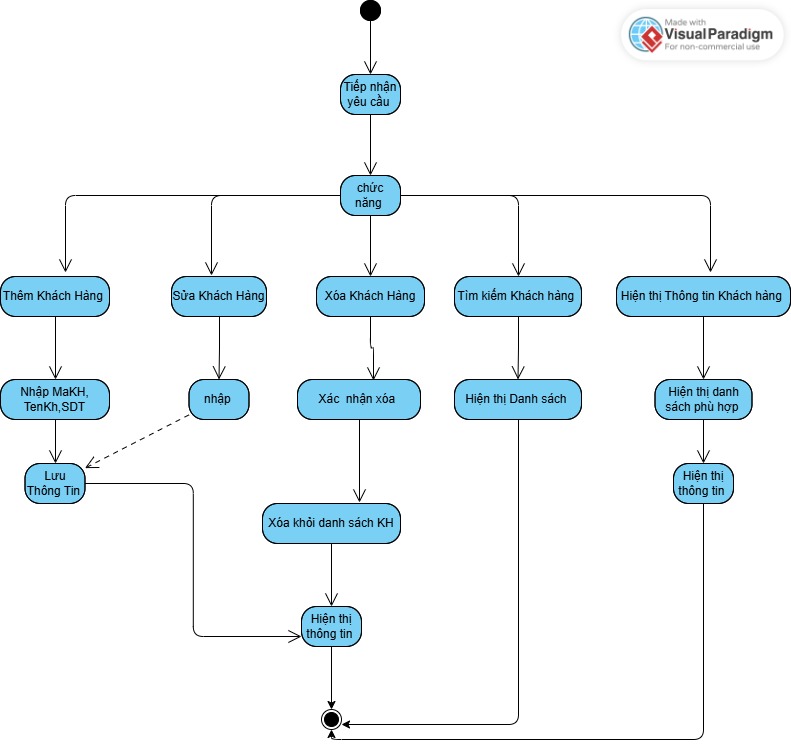 Made with
Visual Paradigm
For non-commercial use
Tiếp nhận
yêu cầu
chức
năng
Thêm Khách Hàng
Sửa Khách Hàng
Xóa Khách Hàng
Tìm kiếm Khách hàng
Hiện thị Thông tin Khách hàng
Nhập MaKH,
TenKh,SDT
nhập
Xác nhận xóa
Hiện thị Danh sách
Hiện thị danh
sách phù hợp
Lưu
Thông Tin
Hiện thị
thông tin
Xóa khỏi danh sách KH
Hiện thị
thông tin